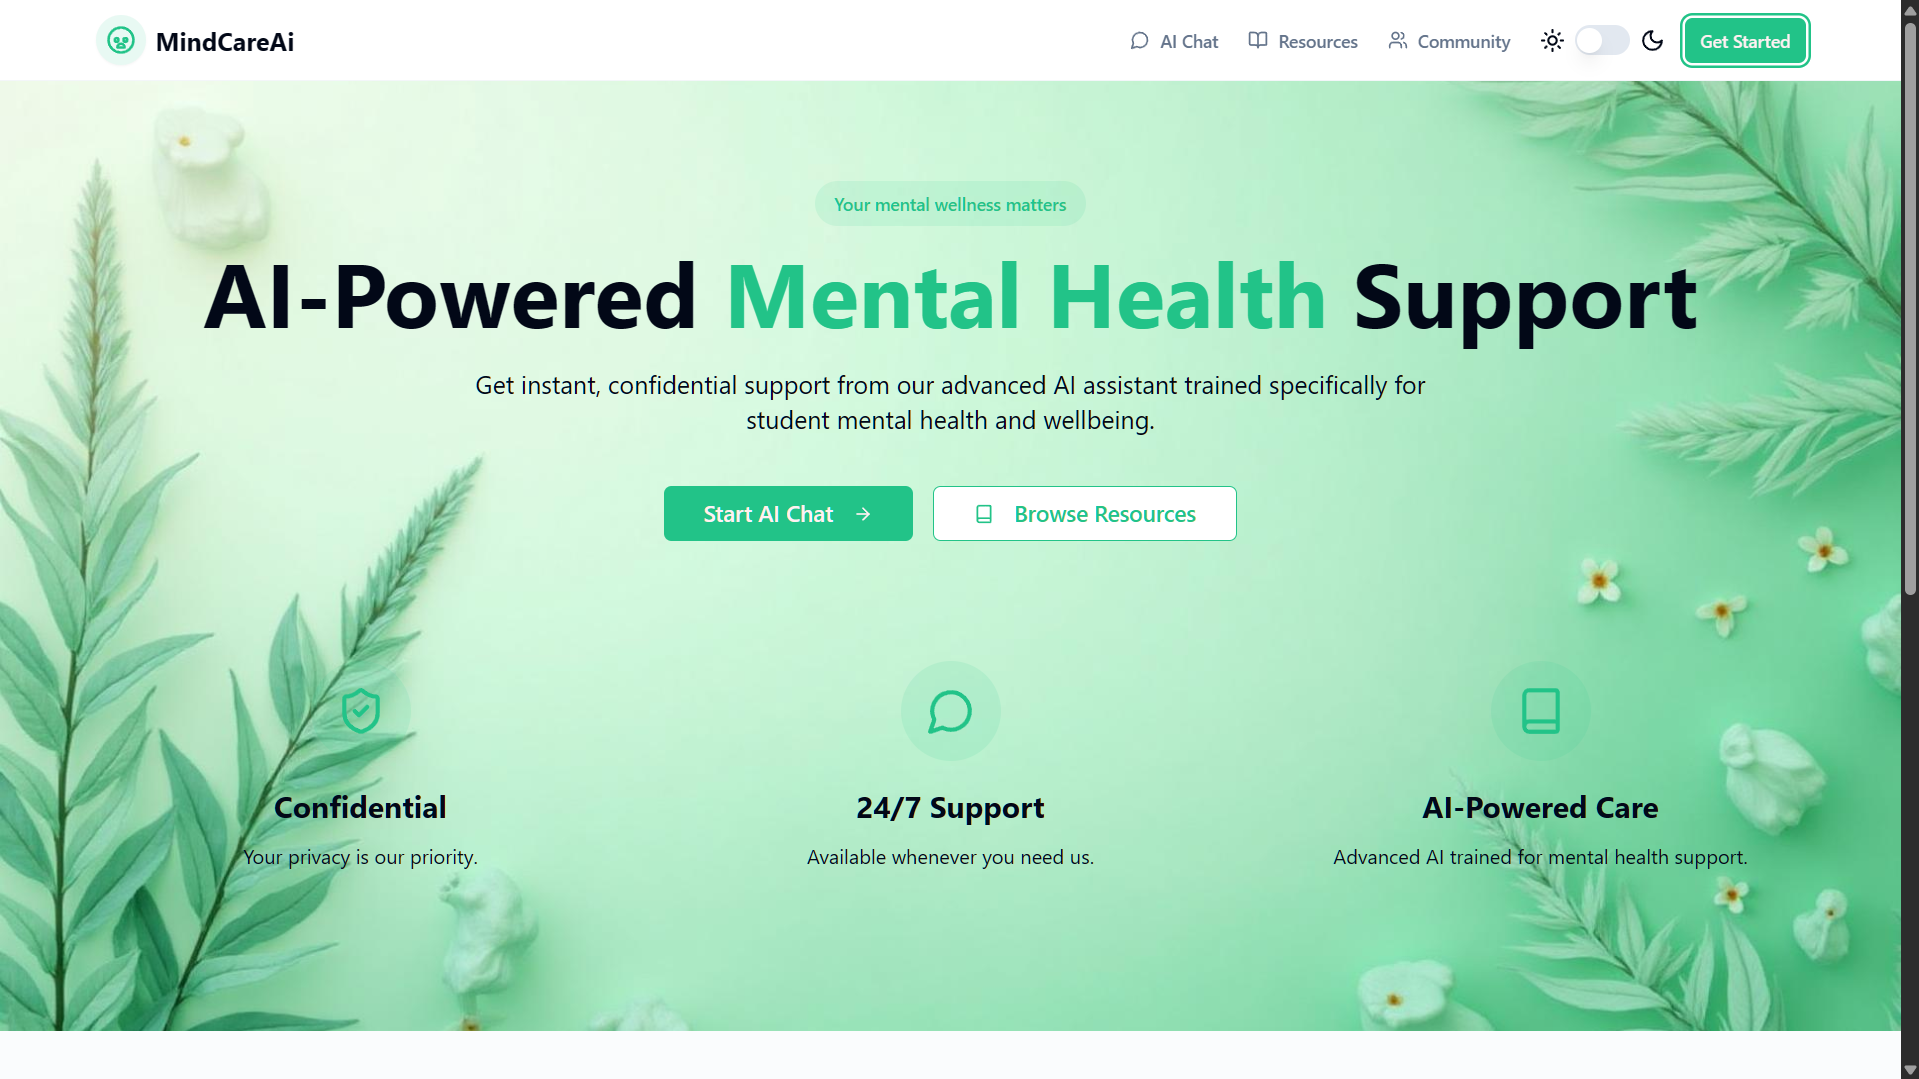 MindCareAi
AI Chat
Resources
Community
Get Started
Your mental wellness matters
AI-Powered Mental Health Support
Get instant, confidential support from our advanced AI assistant trained specifically for
student mental health and wellbeing.
Start AI Chat
Browse Resources
Confidential
Your privacy is our priority.
24/7 Support
Available whenever you need us.
AI-Powered Care
Advanced AI trained for mental health support.